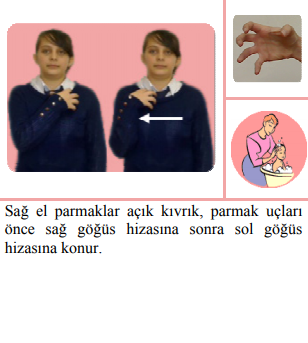 Sağ el parmaklar açık kıvrık, parmak uçları
önce sağ göğüs hizasına sonra sol göğüs
hizasına konur.